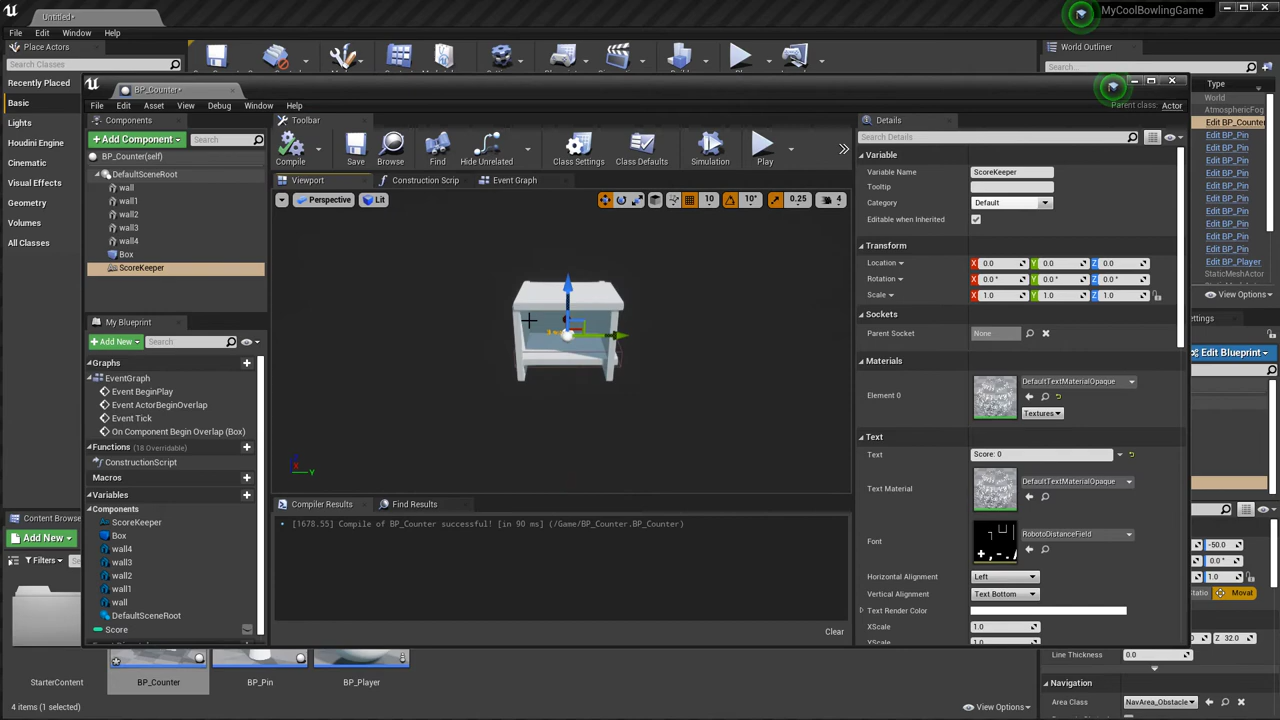 Untitled*
MyCoolBowlingGame
File Edit Window Help
Place Actors
World Outliner
Search Classes
Search...
Recently Placed
Basic
Lights
Houdini Engine
Cinematic
Visual Effects
Geometry
Volumes
All Classes
BP_Counter*
File Edit Asset View Debug Window Help
Parent class: Actor
Components
+Add Component
Search
BP_Counter(self)
DefaultSceneRoot
wall
wall1
wall2
wall3
wall4
Box
ScoreKeeper
My Blueprint
+Add New
Search
Graphs
EventGraph
Event BeginPlay
Event ActorBeginOverlap
Event Tick
On Component Begin Overlap (Box)
Functions (18 Overridable)
ConstructionScript
Macros
Variables
Components
ScoreKeeper
Box
wall4
wall3
wall2
wall1
wall
DefaultSceneRoot
Score
Toolbar
Compile
Save
Browse
Find
Hide Unrelated
Class Settings
Class Defaults
Simulation
Play
Viewport
Construction Scrip
Event Graph
Perspective
Lit
10
10°
0.25
4
X
Y
Compiler Results
Find Results
[1678.55] Compile of BP_Counter successful! [in 90 ms] (/Game/BP_Counter.BP_Counter)
Clear
Details
Search Details
Variable
Variable Name ScoreKeeper
Tooltip
Category Default
Editable when Inherited
Transform
Location X 0.0 Y 0.0 Z 0.0
Rotation X 0.0° Y 0.0° Z 0.0°
Scale X 1.0 Y 1.0 Z 1.0
Sockets
Parent Socket None
Materials
Element 0
DefaultTextMaterialOpaque
Textures
Text
Text Score: 0
Text Material
DefaultTextMaterialOpaque
Font
RobotoDistanceField
Horizontal Alignment Left
Vertical Alignment Text Bottom
Text Render Color
XScale 1.0
Type
World
AtmosphericFog
Edit BP_Counter
Edit BP_Pin
Edit BP_Pin
Edit BP_Pin
Edit BP_Pin
Edit BP_Pin
Edit BP_Pin
Edit BP_Pin
Edit BP_Pin
Edit BP_Pin
Edit BP_Pin
Edit BP_Player
StaticMeshActor
View Options
Edit Blueprint
Y -50.0
Y 0.0°
Y 1.0
Movat
Z 32.0
Line Thickness 0.0
Navigation
Area Class NavArea_Obstacle
Content Browse
Add New
Filters
StarterContent
BP_Counter
BP_Pin
BP_Player
4 items (1 selected)
View Options